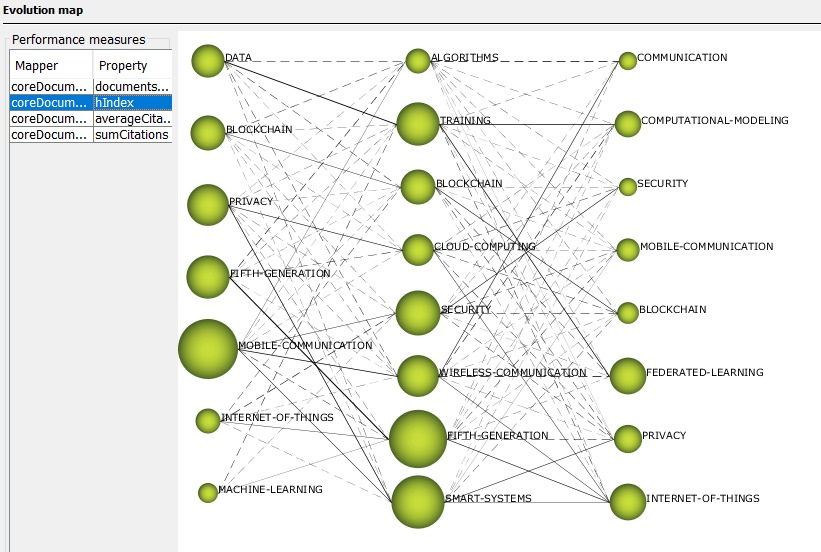 Evolution map
Performance measures
Mapper Property
coreDocum... documents...
coreDocum... hIndex
coreDocum... averageCita...
coreDocum... sumCitations
DATA
BLOCKCHAIN
PRIVACY
FIFTH-GENERATION
MOBILE-COMMUNICATION
INTERNET-OF-THINGS
MACHINE-LEARNING
ALGORITHMS
TRAINING
BLOCKCHAIN
CLOUD-COMPUTING
SECURITY
WIRELESS-COMMUNICATION
FIFTH-GENERATION
SMART-SYSTEMS
COMMUNICATION
COMPUTATIONAL-MODELING
SECURITY
MOBILE-COMMUNICATION
BLOCKCHAIN
FEDERATED-LEARNING
PRIVACY
INTERNET-OF-THINGS